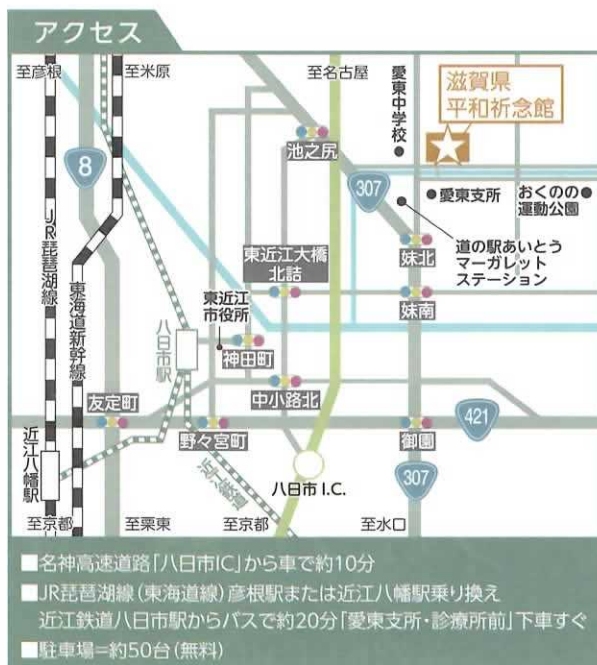 アクセス
至彦根
至米原
至名古屋
愛東中学校
滋賀県
平和祈念館
池之尻
8
307
愛東支所
おくのの
運動公園
道の駅あいとう
マーガレット
ステーション
妹北
JR琵琶湖線
東海道新幹線
東近江大橋
北詰
東近江
市役所
妹南
八日市駅
神田町
中小路北
友定町
野々宮町
421
御園
近江八幡駅
近江鉄道
八日市 I.C.
307
至京都
至栗東
至京都
至水口
■名神高速道路「八日市IC」から車で約10分
■JR琵琶湖線(東海道線)彦根駅または近江八幡駅乗り換え
近江鉄道八日市駅からバスで約20分「愛東支所・診療所前」下車すぐ
■駐車場=約50台(無料)